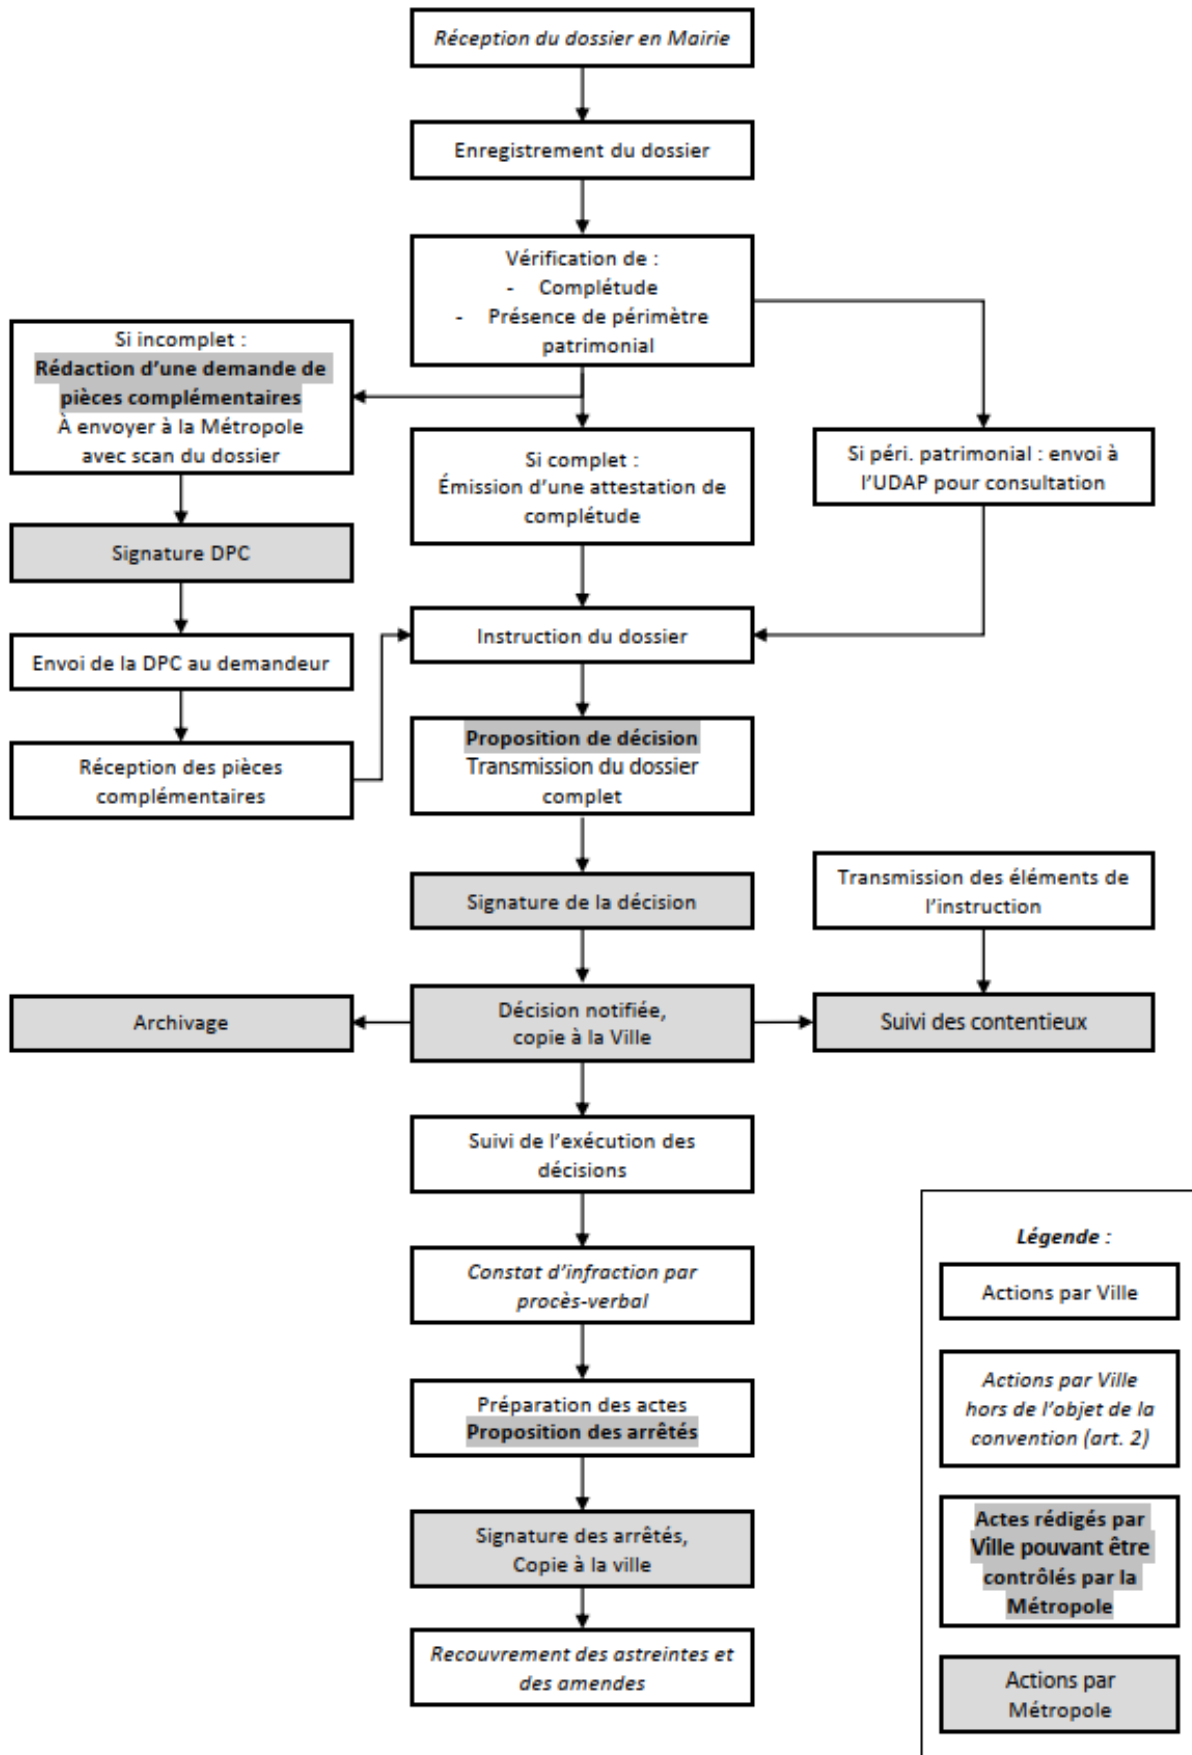 Réception du dossier en Mairie
Enregistrement du dossier
Vérification de :
- Complétude
- Présence de périmètre
patrimonial
Si incomplet :
Rédaction d'une demande de
pièces complémentaires
À envoyer à la Métropole
avec scan du dossier
Si complet :
Émission d'une attestation de
complétude
Si péri. patrimonial : envoi à
l'UDAP pour consultation
Signature DPC
Envoi de la DPC au demandeur
Réception des pièces
complémentaires
Instruction du dossier
Proposition de décision
Transmission du dossier
complet
Signature de la décision
Transmission des éléments de
l'instruction
Archivage
Décision notifiée,
copie à la Ville
Suivi des contentieux
Suivi de l'exécution des
décisions
Constat d'infraction par
procès-verbal
Préparation des actes
Proposition des arrêtés
Signature des arrêtés,
Copie à la ville
Recouvrement des astreintes et
des amendes
Légende :
Actions par Ville
Actions par Ville
hors de l'objet de la
convention (art. 2)
Actes rédigés par
Ville pouvant être
contrôlés par la
Métropole
Actions par
Métropole